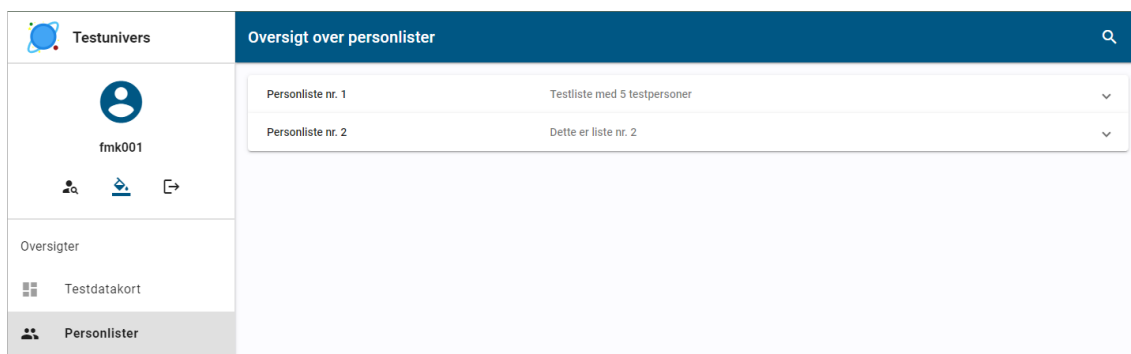 Testunivers
Oversigt over personlister
fmk001
Personliste nr. 1 Testliste med 5 testpersoner
Personliste nr. 2 Dette er liste nr. 2
Oversigter
Testdatakort
Personlister